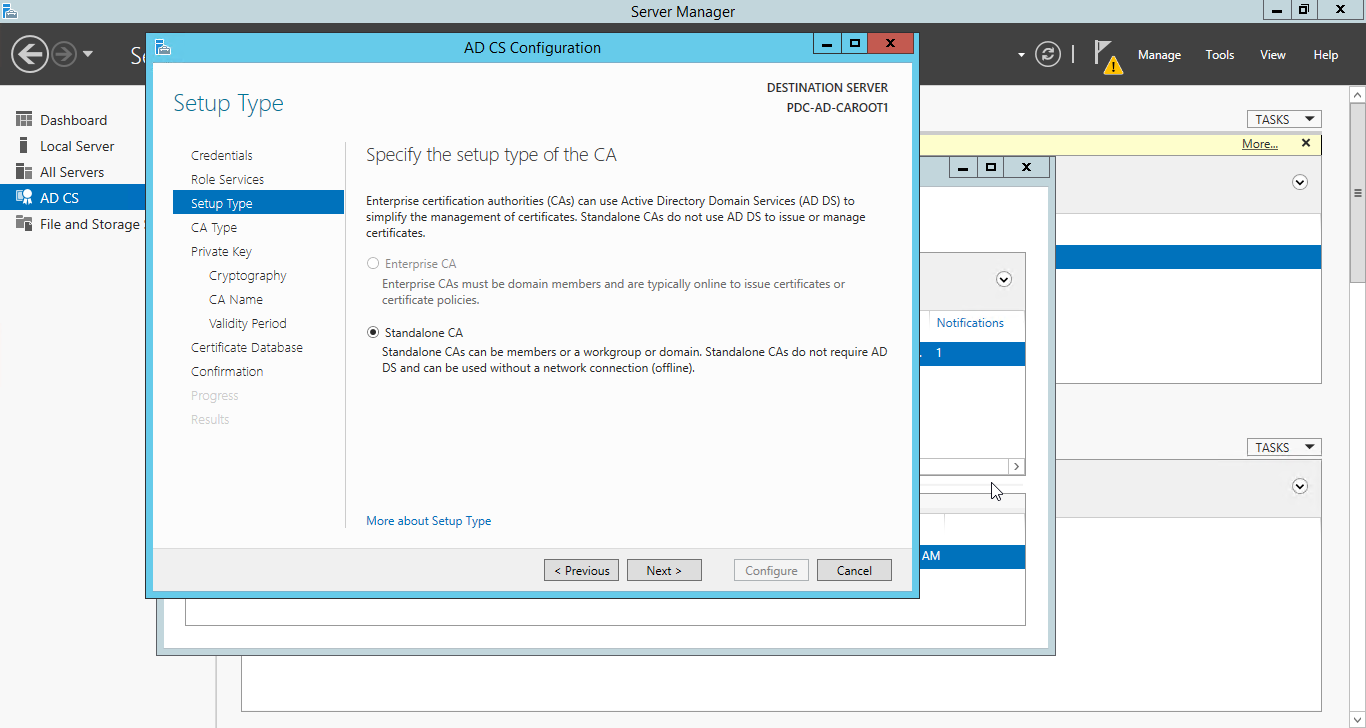 Server Manager
Manage
Tools
View
Help
Dashboard
Local Server
All Servers
AD CS
File and Storage
AD CS Configuration
Setup Type
DESTINATION SERVER
PDC-AD-CAROOT1
Credentials
Role Services
Setup Type
CA Type
Private Key
Cryptography
CA Name
Validity Period
Certificate Database
Confirmation
Progress
Results
Specify the setup type of the CA
Enterprise certification authorities (CAs) can use Active Directory Domain Services (AD DS) to
simplify the management of certificates. Standalone CAs do not use AD DS to issue or manage
certificates.
Enterprise CA
Enterprise CAs must be domain members and are typically online to issue certificates or
certificate policies.
Standalone CA
Standalone CAs can be members or a workgroup or domain. Standalone CAs do not require AD
DS and can be used without a network connection (offline).
More about Setup Type
< Previous
Next >
Configure
Cancel
TASKS
More...
Notifications
1
TASKS
AM